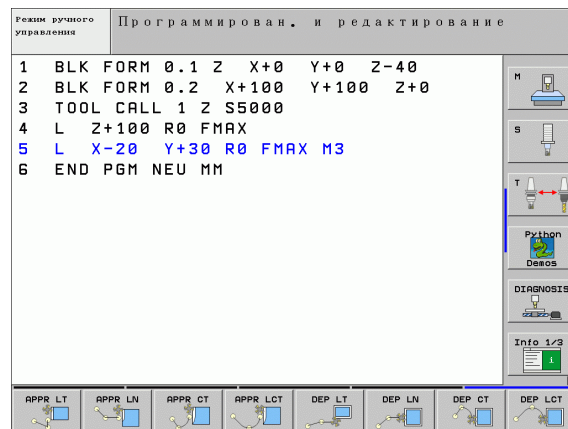 Режим ручного
управления
Программирован. и редактирование
1 BLK FORM 0.1 Z X+0 Y+0 Z-40
2 BLK FORM 0.2 X+100 Y+100 Z+0
3 TOOL CALL 1 Z S5000
4 L Z+100 R0 FMAX
5 L X-20 Y+30 R0 FMAX M3
6 END PGM NEU MM
M
S
T
Python
Demos
DIAGNOSIS
Info 1/3
i
APPR LT
APPR LN
APPR CT
APPR LCT
DEP LT
DEP LN
DEP CT
DEP LCT